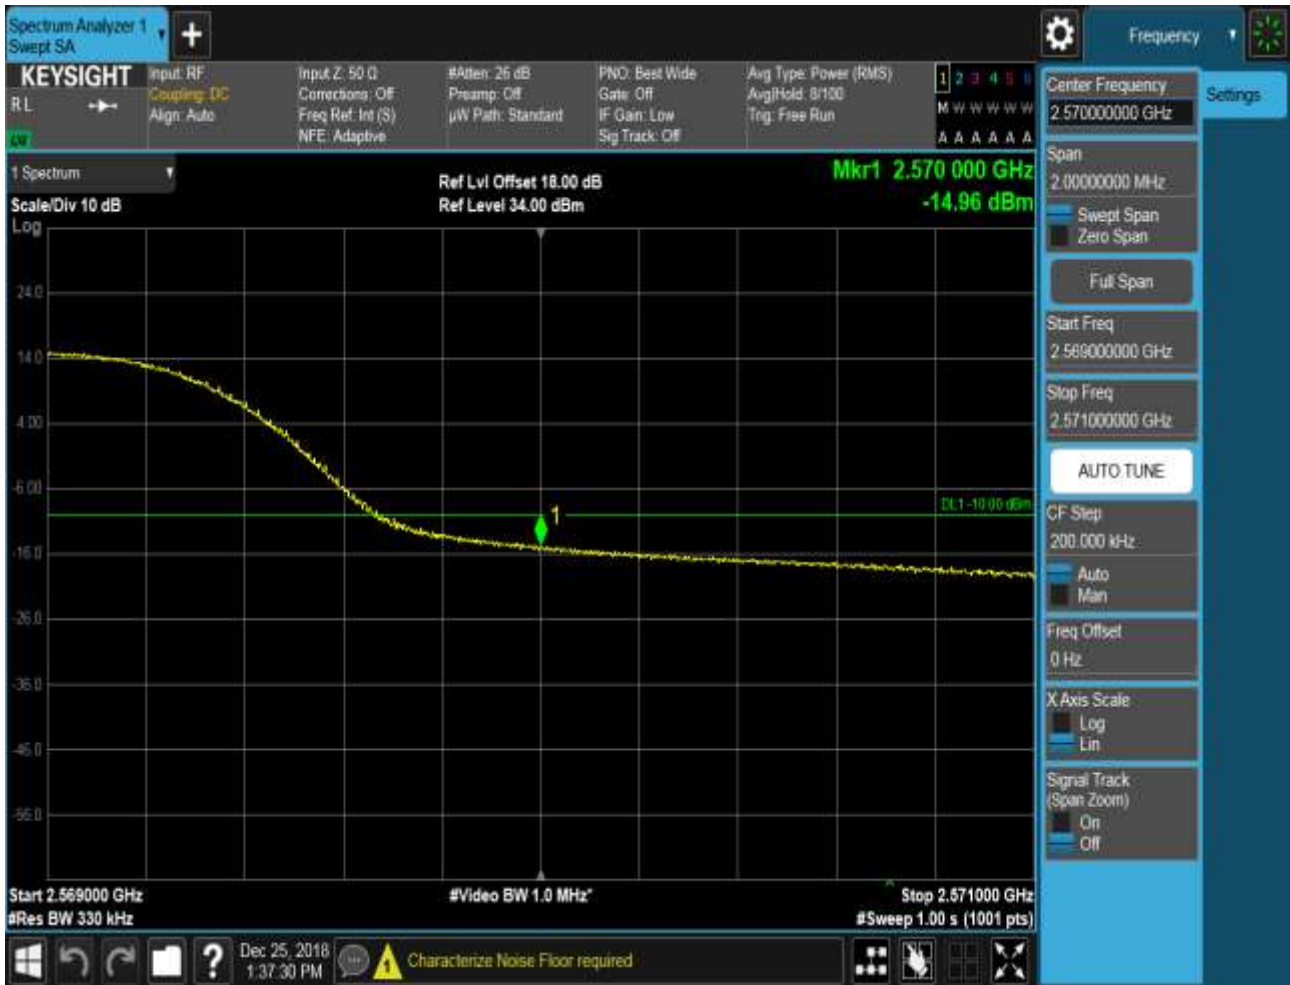 Spectrum Analyzer 1
Swept SA
Frequency
KEYSIGHT
R L
Input: RF
Coupling: DC
Align: Auto
Input Z: 50 Ω
Corrections: Off
Freq Ref: Int (S)
NFE: Adaptive
#Atten: 26 dB
Preamp: Off
µW Path: Standard
PNO: Best Wide
Gate: Off
IF Gain: Low
Sig Track: Off
Avg Type: Power (RMS)
Avg|Hold: 8/100
Trig: Free Run
1 2 3 4 5 6
M W W W W W
A A A A A A
1 Spectrum
Scale/Div 10 dB
Log
Ref Lvl Offset 18.00 dB
Ref Level 34.00 dBm
Mkr1 2.570 000 GHz
-14.96 dBm
24.0
14.0
4.00
-6.00
-16.0
-26.0
-36.0
-46.0
-56.0
DL1 -10.00 dBm
1
Start 2.569000 GHz
#Res BW 330 kHz
#Video BW 1.0 MHz*
Stop 2.571000 GHz
#Sweep 1.00 s (1001 pts)
Center Frequency
2.570000000 GHz
Settings
Span
2.00000000 MHz
Swept Span
Zero Span
Full Span
Start Freq
2.569000000 GHz
Stop Freq
2.571000000 GHz
AUTO TUNE
CF Step
200.000 kHz
Auto
Man
Freq Offset
0 Hz
X Axis Scale
Log
Lin
Signal Track
(Span Zoom)
On
Off
?
Dec 25, 2018
1:37:30 PM
1
Characterize Noise Floor required